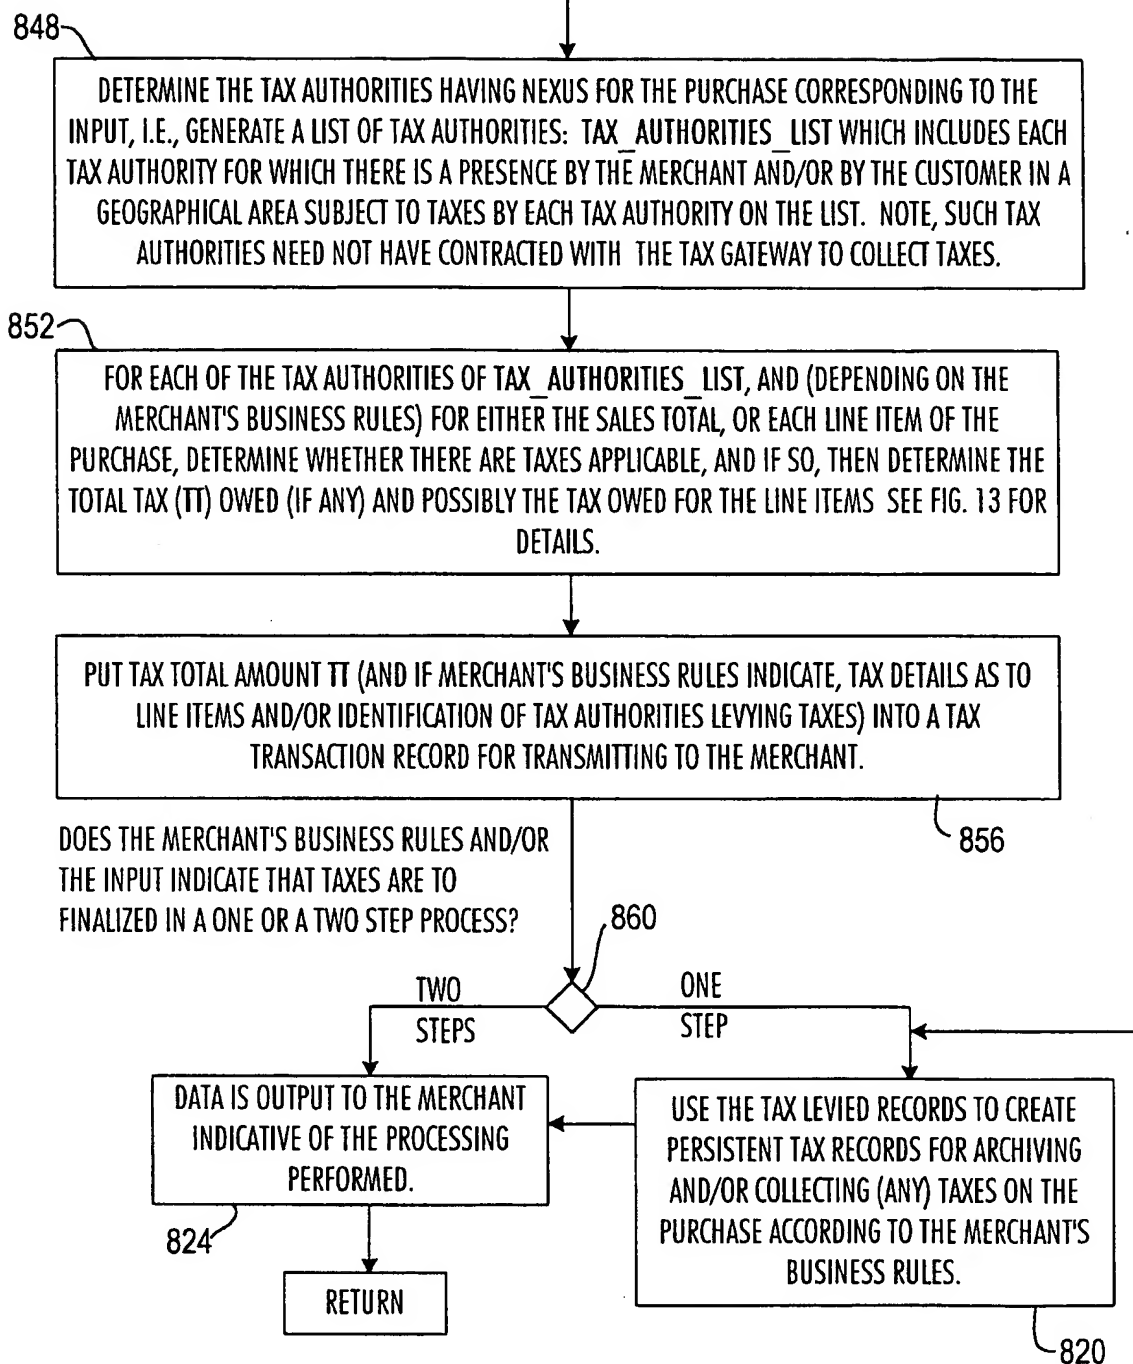 848
DETERMINE THE TAX AUTHORITIES HAVING NEXUS FOR THE PURCHASE CORRESPONDING TO THE
INPUT, I.E., GENERATE A LIST OF TAX AUTHORITIES: TAX_AUTHORITIES_LIST WHICH INCLUDES EACH
TAX AUTHORITY FOR WHICH THERE IS A PRESENCE BY THE MERCHANT AND/OR BY THE CUSTOMER IN A
GEOGRAPHICAL AREA SUBJECT TO TAXES BY EACH TAX AUTHORITY ON THE LIST. NOTE, SUCH TAX
AUTHORITIES NEED NOT HAVE CONTRACTED WITH THE TAX GATEWAY TO COLLECT TAXES.
852
FOR EACH OF THE TAX AUTHORITIES OF TAX_AUTHORITIES_LIST, AND (DEPENDING ON THE
MERCHANT'S BUSINESS RULES) FOR EITHER THE SALES TOTAL, OR EACH LINE ITEM OF THE
PURCHASE, DETERMINE WHETHER THERE ARE TAXES APPLICABLE, AND IF SO, THEN DETERMINE THE
TOTAL TAX (TT) OWED (IF ANY) AND POSSIBLY THE TAX OWED FOR THE LINE ITEMS SEE FIG. 13 FOR
DETAILS.
PUT TAX TOTAL AMOUNT TT (AND IF MERCHANT'S BUSINESS RULES INDICATE, TAX DETAILS AS TO
LINE ITEMS AND/OR IDENTIFICATION OF TAX AUTHORITIES LEVYING TAXES) INTO A TAX
TRANSACTION RECORD FOR TRANSMITTING TO THE MERCHANT.
856
DOES THE MERCHANT'S BUSINESS RULES AND/OR
THE INPUT INDICATE THAT TAXES ARE TO
FINALIZED IN A ONE OR A TWO STEP PROCESS?
860
TWO
STEPS
ONE
STEP
DATA IS OUTPUT TO THE MERCHANT
INDICATIVE OF THE PROCESSING
PERFORMED.
824
RETURN
USE THE TAX LEVIED RECORDS TO CREATE
PERSISTENT TAX RECORDS FOR ARCHIVING
AND/OR COLLECTING (ANY) TAXES ON THE
PURCHASE ACCORDING TO THE MERCHANT'S
BUSINESS RULES.
820